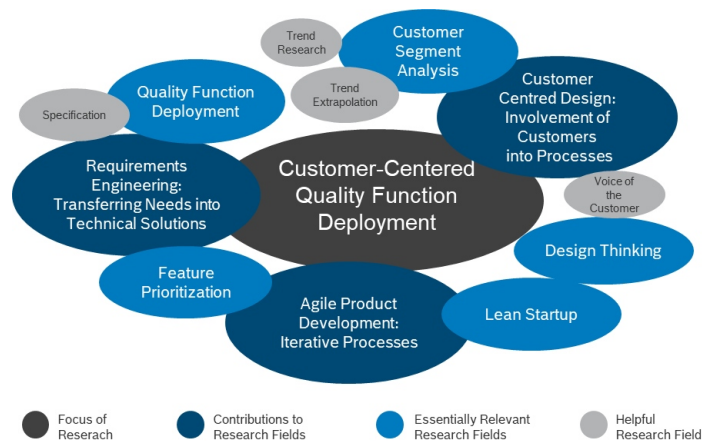 Trend
Research
Customer
Segment
Analysis
Trend
Extrapolation
Customer
Centred Design:
Involvement of
Customers
into Processes
Quality Function
Deployment
Specification
Requirements
Engineering:
Transferring Needs into
Technical Solutions
Customer-Centered
Quality Function
Deployment
Voice of
the
Customer
Design Thinking
Feature
Prioritization
Agile Product
Development:
Iterative Processes
Lean Startup
Focus of
Reserach
Contributions to
Research Fields
Essentially Relevant
Research Fields
Helpful
Research Field